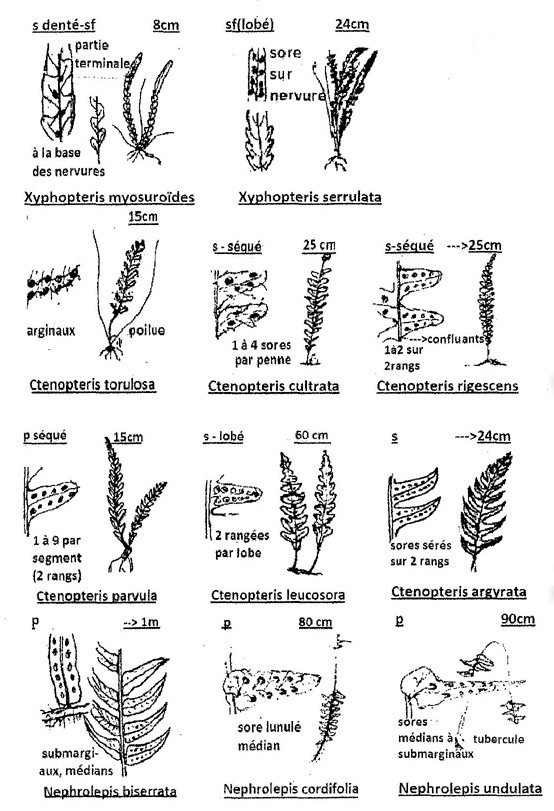 s denté-sf 8cm
partie
terminale
à la base
des nervures
Xyphopteris myosuroïdes
sf(lobé) 24cm
sore
sur
nervure
Xyphopteris serrulata
15cm
arginaux
poilue
Ctenopteris torulosa
s - séqué 25 cm
1 à 4 sores
par penne
Ctenopteris cultrata
s-séqué --->25cm
--->confluants
1à2 sur
2rangs
Ctenopteris rigescens
p séqué 15cm
1 à 9 par
segment
(2 rangs)
Ctenopteris parvula
s - lobé 60 cm
2 rangées
par lobe
Ctenopteris leucosora
s --->24cm
sores sérés
sur 2 rangs
Ctenopteris argyrata
p --> 1m
submargi-
aux, médians
Nephrolepis biserrata
p 80 cm
sore lunulé
médian
Nephrolepis cordifolia
p 90cm
sores
médians à
submarginaux
tubercule
Nephrolepis undulata